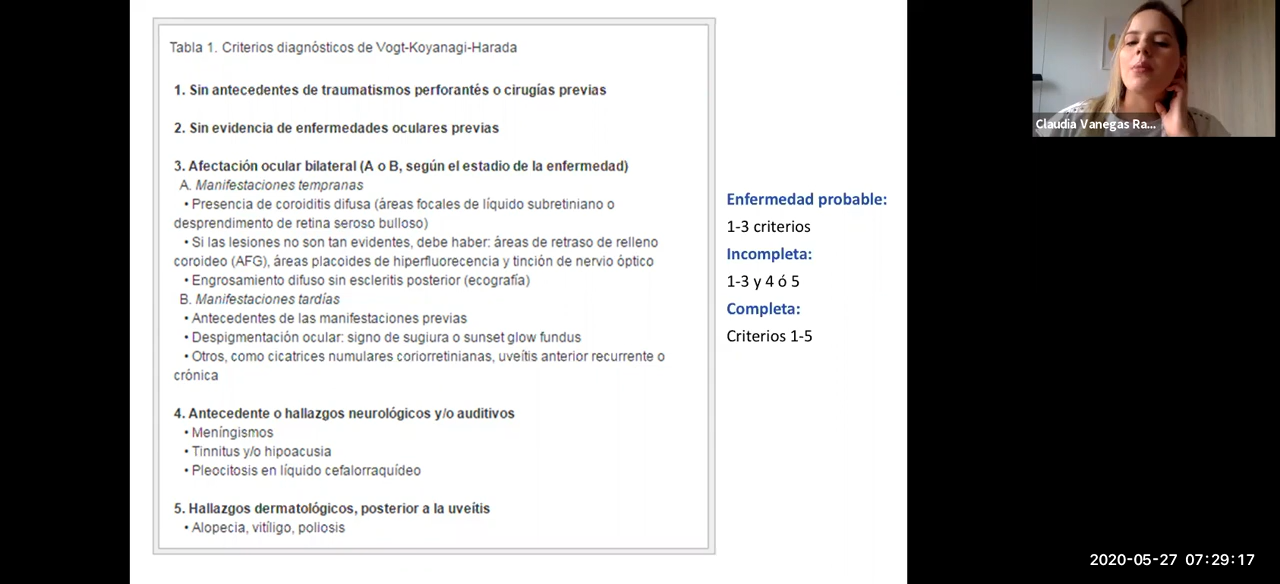 Tabla 1. Criterios diagnósticos de Vogt-Koyanagi-Harada
1. Sin antecedentes de traumatismos perforantés o cirugías previas
2. Sin evidencia de enfermedades oculares previas
3. Afectación ocular bilateral (A o B, según el estadio de la enfermedad)
A. Manifestaciones tempranas
• Presencia de coroiditis difusa (áreas focales de líquido subretiniano o
desprendimento de retina seroso bulloso)
• Si las lesiones no son tan evidentes, debe haber: áreas de retraso de relleno
coroideo (AFG), áreas placoides de hiperfluorecencia y tinción de nervio óptico
• Engrosamiento difuso sin escleritis posterior (ecografía)
B. Manifestaciones tardías
• Antecedentes de las manifestaciones previas
• Despigmentación ocular: signo de sugiura o sunset glow fundus
• Otros, como cicatrices numulares coriorretinianas, uveítis anterior recurrente o
crónica
4. Antecedente o hallazgos neurológicos y/o auditivos
• Meníngismos
• Tinnitus y/o hipoacusia
• Pleocitosis en líquido cefalorraquídeo
5. Hallazgos dermatológicos, posterior a la uveítis
• Alopecia, vitíligo, poliosis
Enfermedad probable:
1-3 criterios
Incompleta:
1-3 y 4 ó 5
Completa:
Criterios 1-5
Claudia Vanegas Ra...
2020-05-27 07:29:17